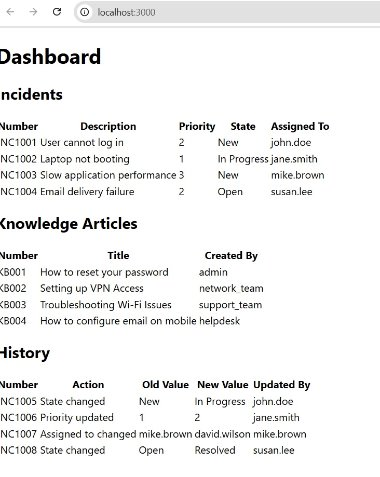 localhost:3000
Dashboard
Incidents
Number Description Priority State Assigned To
NC1001 User cannot log in 2 New john.doe
NC1002 Laptop not booting 1 In Progress jane.smith
NC1003 Slow application performance 3 New mike.brown
NC1004 Email delivery failure 2 Open susan.lee
Knowledge Articles
Number Title Created By
KB001 How to reset your password admin
KB002 Setting up VPN Access network_team
KB003 Troubleshooting Wi-Fi Issues support_team
KB004 How to configure email on mobile helpdesk
History
Number Action Old Value New Value Updated By
NC1005 State changed New In Progress john.doe
NC1006 Priority updated 1 2 jane.smith
NC1007 Assigned to changed mike.brown david.wilson mike.brown
NC1008 State changed Open Resolved susan.lee